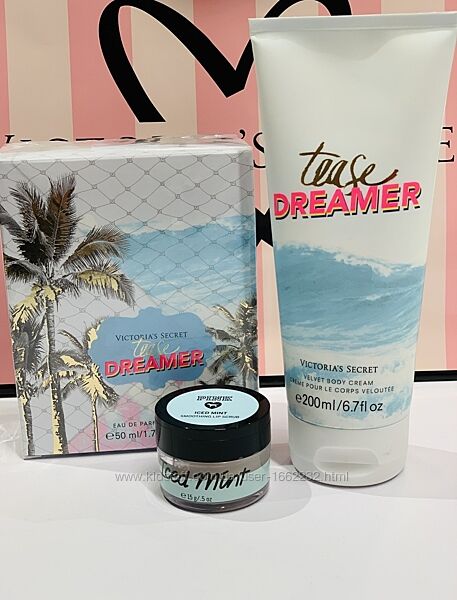 VICTORIA'S SECRET
tease
DREAMER
EAU DE PARF
℮50 ml/1.7
tease
DREAMER
VICTORIA'S SECRET
VELVET BODY CREAM
CRÈME POUR LE CORPS VELOUTÉE
℮200ml/6.7fl oz
PINK
ICED MINT
SMOOTHING LIP SCRUB
Iced Mint
℮ 15 g/.5 oz